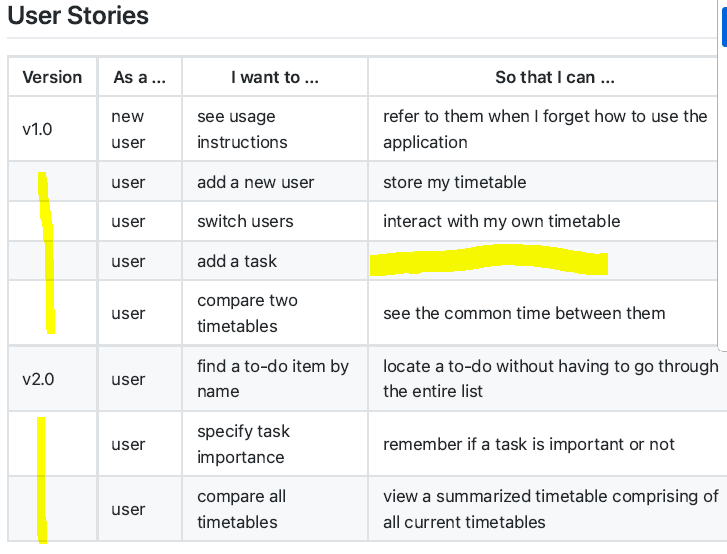 User Stories
Version As a ... I want to ... So that I can ...
v1.0 new user see usage instructions refer to them when I forget how to use the application
user add a new user store my timetable
user switch users interact with my own timetable
user add a task
user compare two timetables see the common time between them
v2.0 user find a to-do item by name locate a to-do without having to go through the entire list
user specify task importance remember if a task is important or not
user compare all timetables view a summarized timetable comprising of all current timetables